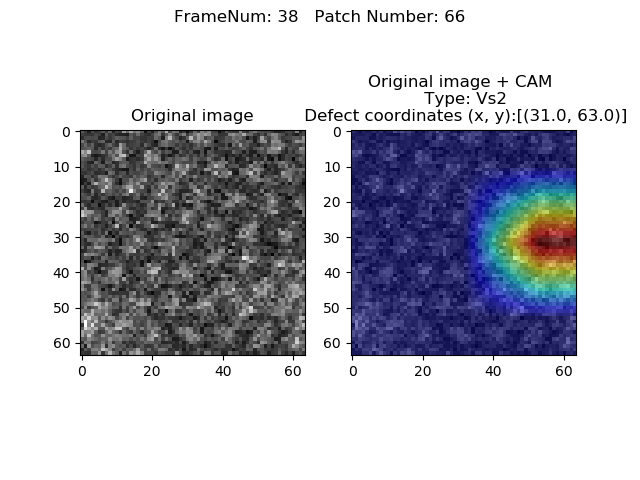 FrameNum: 38   Patch Number: 66
Original image
0
10
20
30
40
50
60
0 20 40 60
Original image + CAM
Type: Vs2
Defect coordinates (x, y):[(31.0, 63.0)]
0
10
20
30
40
50
60
0 20 40 60